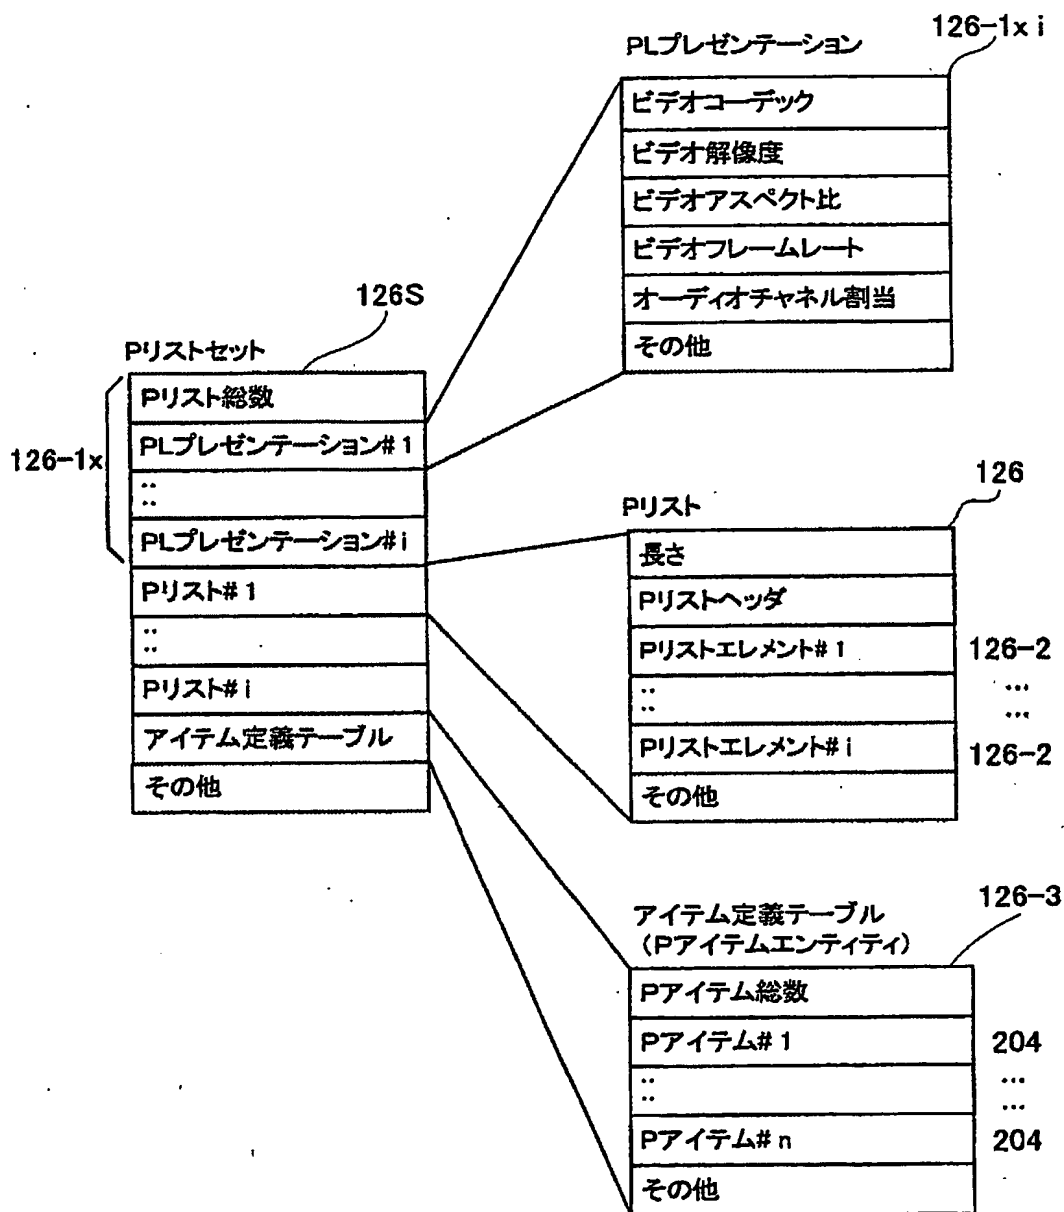 PLプレゼンテーション
126-1x i
ビデオコーデック
ビデオ解像度
ビデオアスペクト比
ビデオフレームレート
オーディオチャネル割当
その他
126S
Pリストセット
126-1x
Pリスト総数
PLプレゼンテーション#1
::
PLプレゼンテーション#i
Pリスト#1
::
Pリスト#i
アイテム定義テーブル
その他
126
Pリスト
長さ
Pリストヘッダ
Pリストエレメント#1 126-2
:: ...
...
Pリストエレメント#i 126-2
その他
126-3
アイテム定義テーブル
(Pアイテムエンティティ)
Pアイテム総数
Pアイテム#1 204
:: ...
...
Pアイテム#n 204
その他